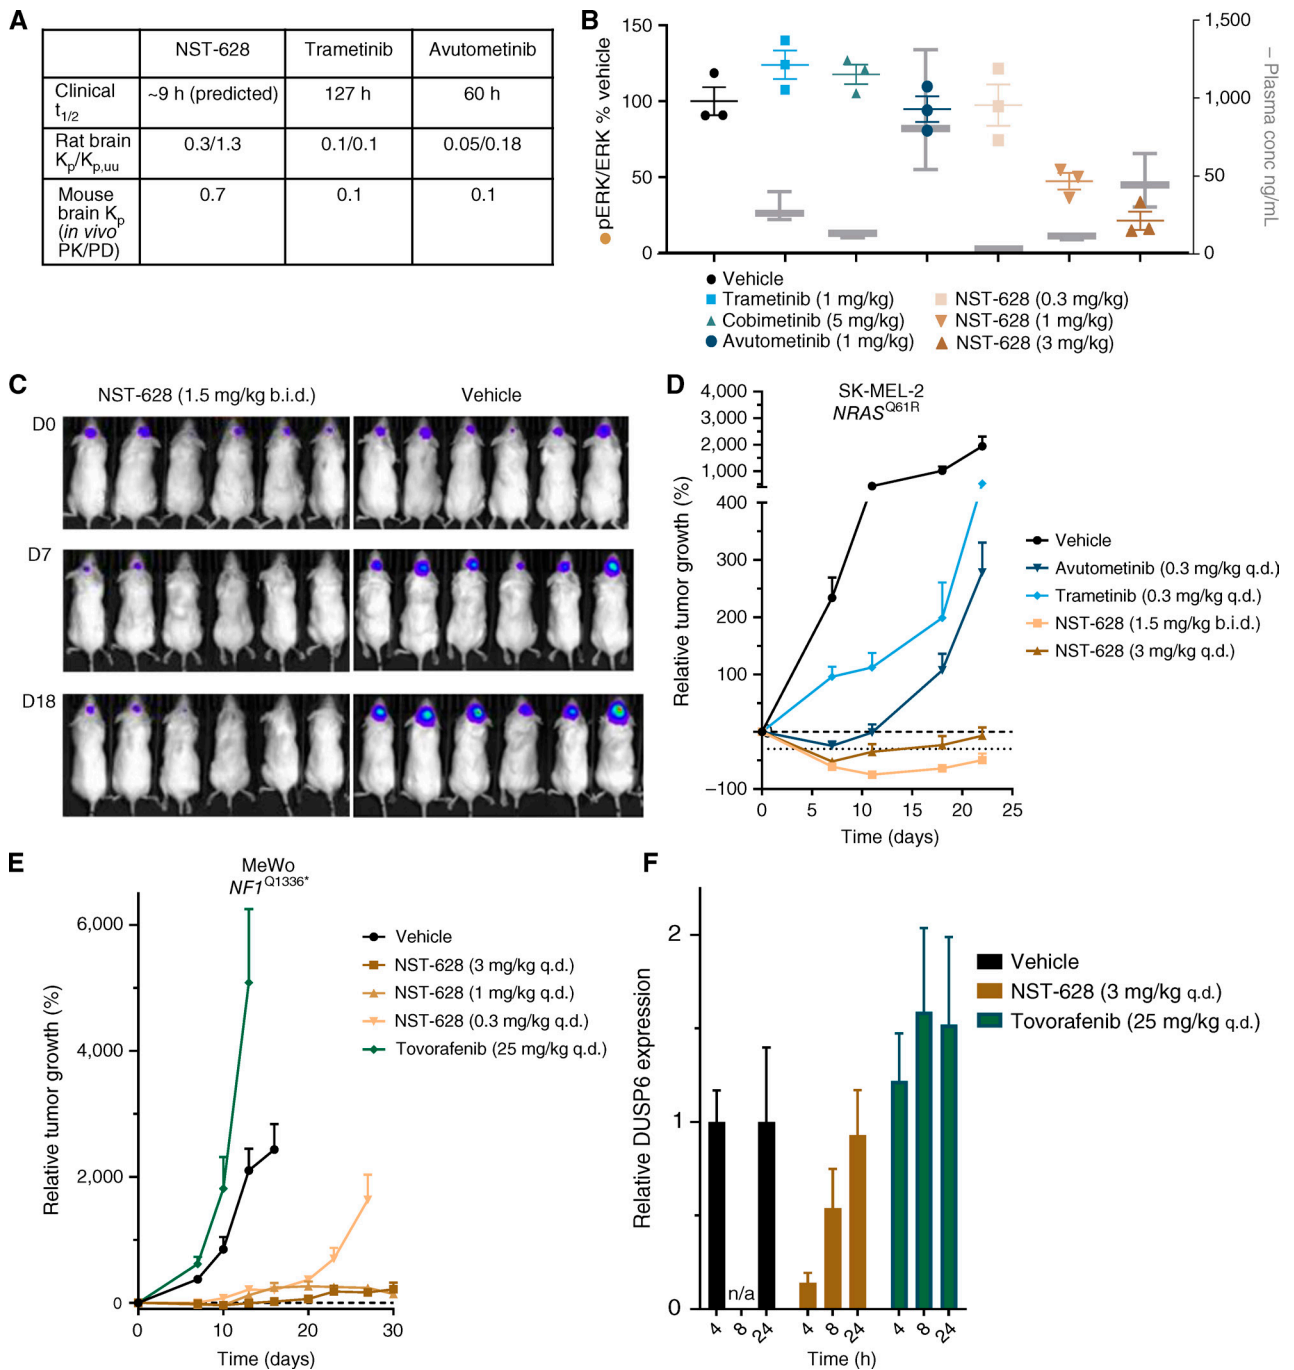 A
NST-628
Trametinib
Avutometinib
Clinical
t1/2
~9 h (predicted)
127 h
60 h
Rat brain
Kp/Kp,uu
0.3/1.3
0.1/0.1
0.05/0.18
Mouse
brain Kp
(in vivo
PK/PD)
0.7
0.1
0.1
B
pERK/ERK % vehicle
150
100
50
0
1,500
1,000
50
0
– Plasma conc ng/mL
Vehicle
Trametinib (1 mg/kg)
Cobimetinib (5 mg/kg)
Avutometinib (1 mg/kg)
NST-628 (0.3 mg/kg)
NST-628 (1 mg/kg)
NST-628 (3 mg/kg)
C
NST-628 (1.5 mg/kg b.i.d.)
Vehicle
D0
D7
D18
D
SK-MEL-2
NRAS Q61R
Relative tumor growth (%)
4,000
3,000
2,000
1,000
400
300
200
100
–100
0
5
10
15
20
25
Time (days)
Vehicle
Avutometinib (0.3 mg/kg q.d.)
Trametinib (0.3 mg/kg q.d.)
NST-628 (1.5 mg/kg b.i.d.)
NST-628 (3 mg/kg q.d.)
E
MeWo
NF1 Q1336*
Relative tumor growth (%)
6,000
4,000
2,000
0
0
10
20
30
Time (days)
Vehicle
NST-628 (3 mg/kg q.d.)
NST-628 (1 mg/kg q.d.)
NST-628 (0.3 mg/kg q.d.)
Tovorafenib (25 mg/kg q.d.)
F
Relative DUSP6 expression
2
1
0
n/a
4
8
24
4
8
24
4
8
24
Time (h)
Vehicle
NST-628 (3 mg/kg q.d.)
Tovorafenib (25 mg/kg q.d.)